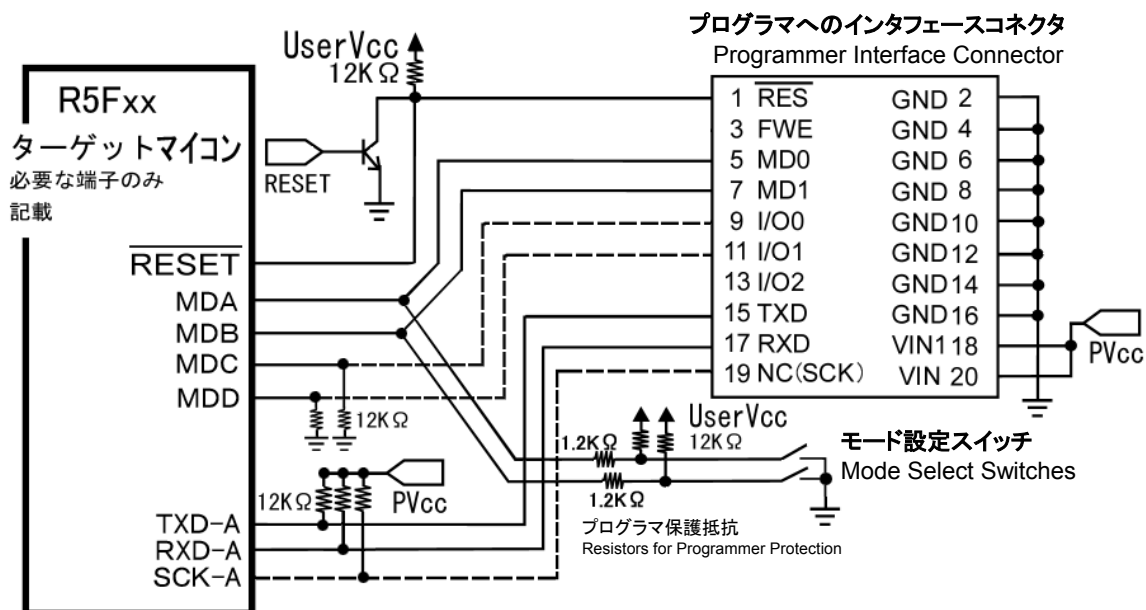 プログラマへのインタフェースコネクタ
Programmer Interface Connector
UserVcc
12KΩ
R5Fxx
ターゲットマイコン
必要な端子のみ
記載
RESET
RESET
MDA
MDB
MDC
MDD
12KΩ
12KΩ
PVcc
TXD-A
RXD-A
SCK-A
1 RES GND 2
3 FWE GND 4
5 MD0 GND 6
7 MD1 GND 8
9 I/O0 GND10
11 I/O1 GND12
13 I/O2 GND14
15 TXD GND16
17 RXD VIN1 18
19 NC(SCK) VIN 20
PVcc
UserVcc
12KΩ
1.2KΩ
1.2KΩ
プログラマ保護抵抗
Resistors for Programmer Protection
モード設定スイッチ
Mode Select Switches